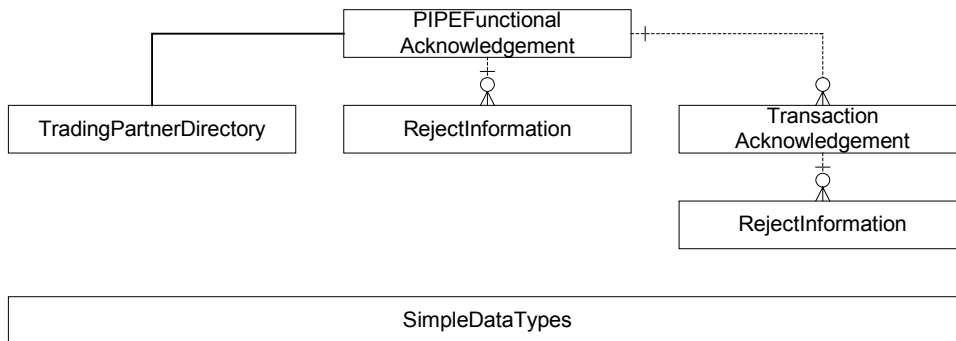 PIPEFunctional
Acknowledgement
TradingPartnerDirectory
RejectInformation
Transaction
Acknowledgement
RejectInformation
SimpleDataTypes